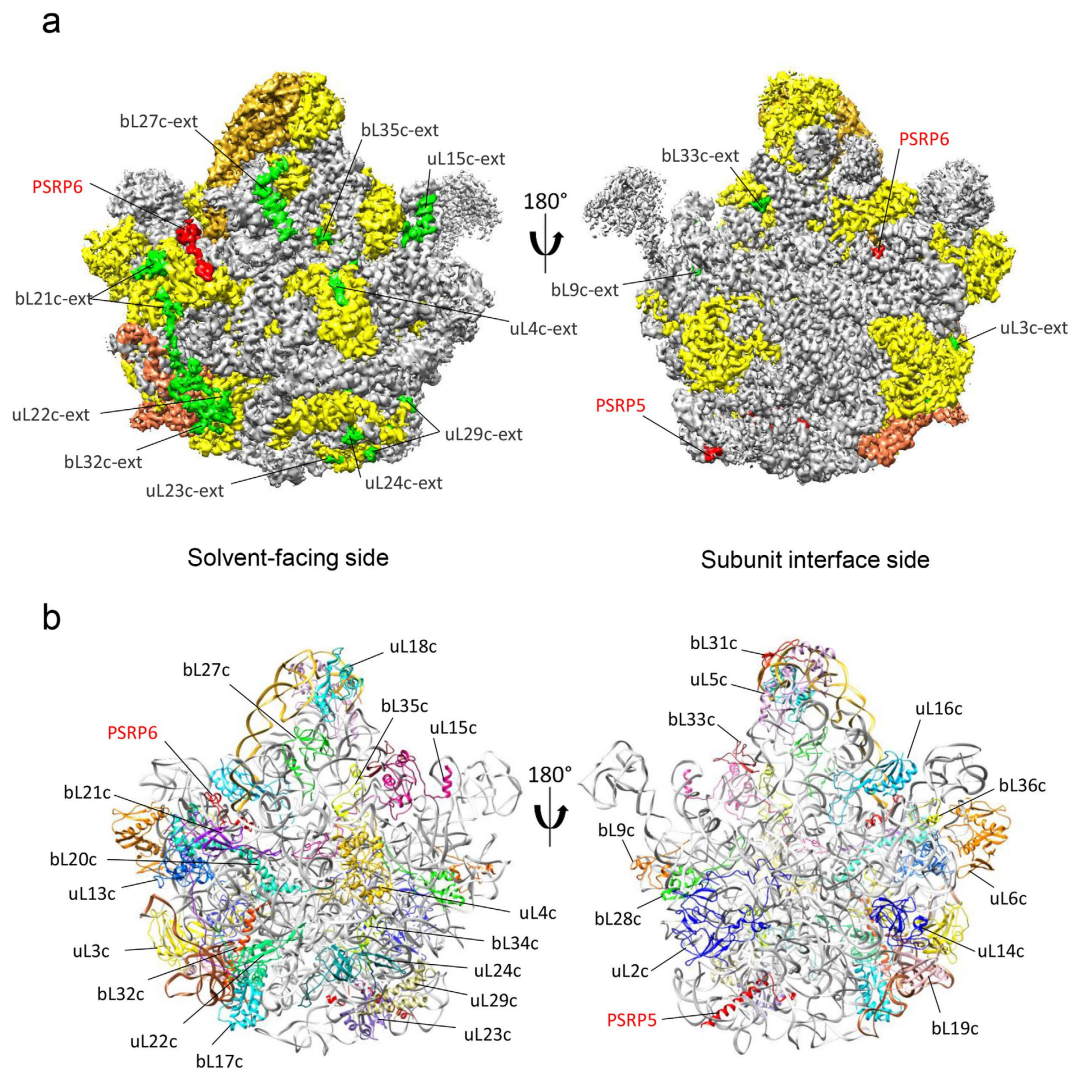 a
bL27c-ext
bL35c-ext
uL15c-ext
PSRP6
bL21c-ext
uL4c-ext
uL22c-ext
uL29c-ext
bL32c-ext
uL23c-ext
uL24c-ext
180°
PSRP6
bL33c-ext
bL9c-ext
uL3c-ext
PSRP5
Solvent-facing side
Subunit interface side
b
uL18c
bL27c
bL35c
uL15c
PSRP6
bL21c
bL20c
uL13c
uL4c
uL3c
bL34c
uL24c
bL32c
uL29c
uL22c
uL23c
bL17c
180°
bL31c
uL5c
bL33c
uL16c
bL36c
bL9c
uL6c
bL28c
uL14c
uL2c
PSRP5
bL19c